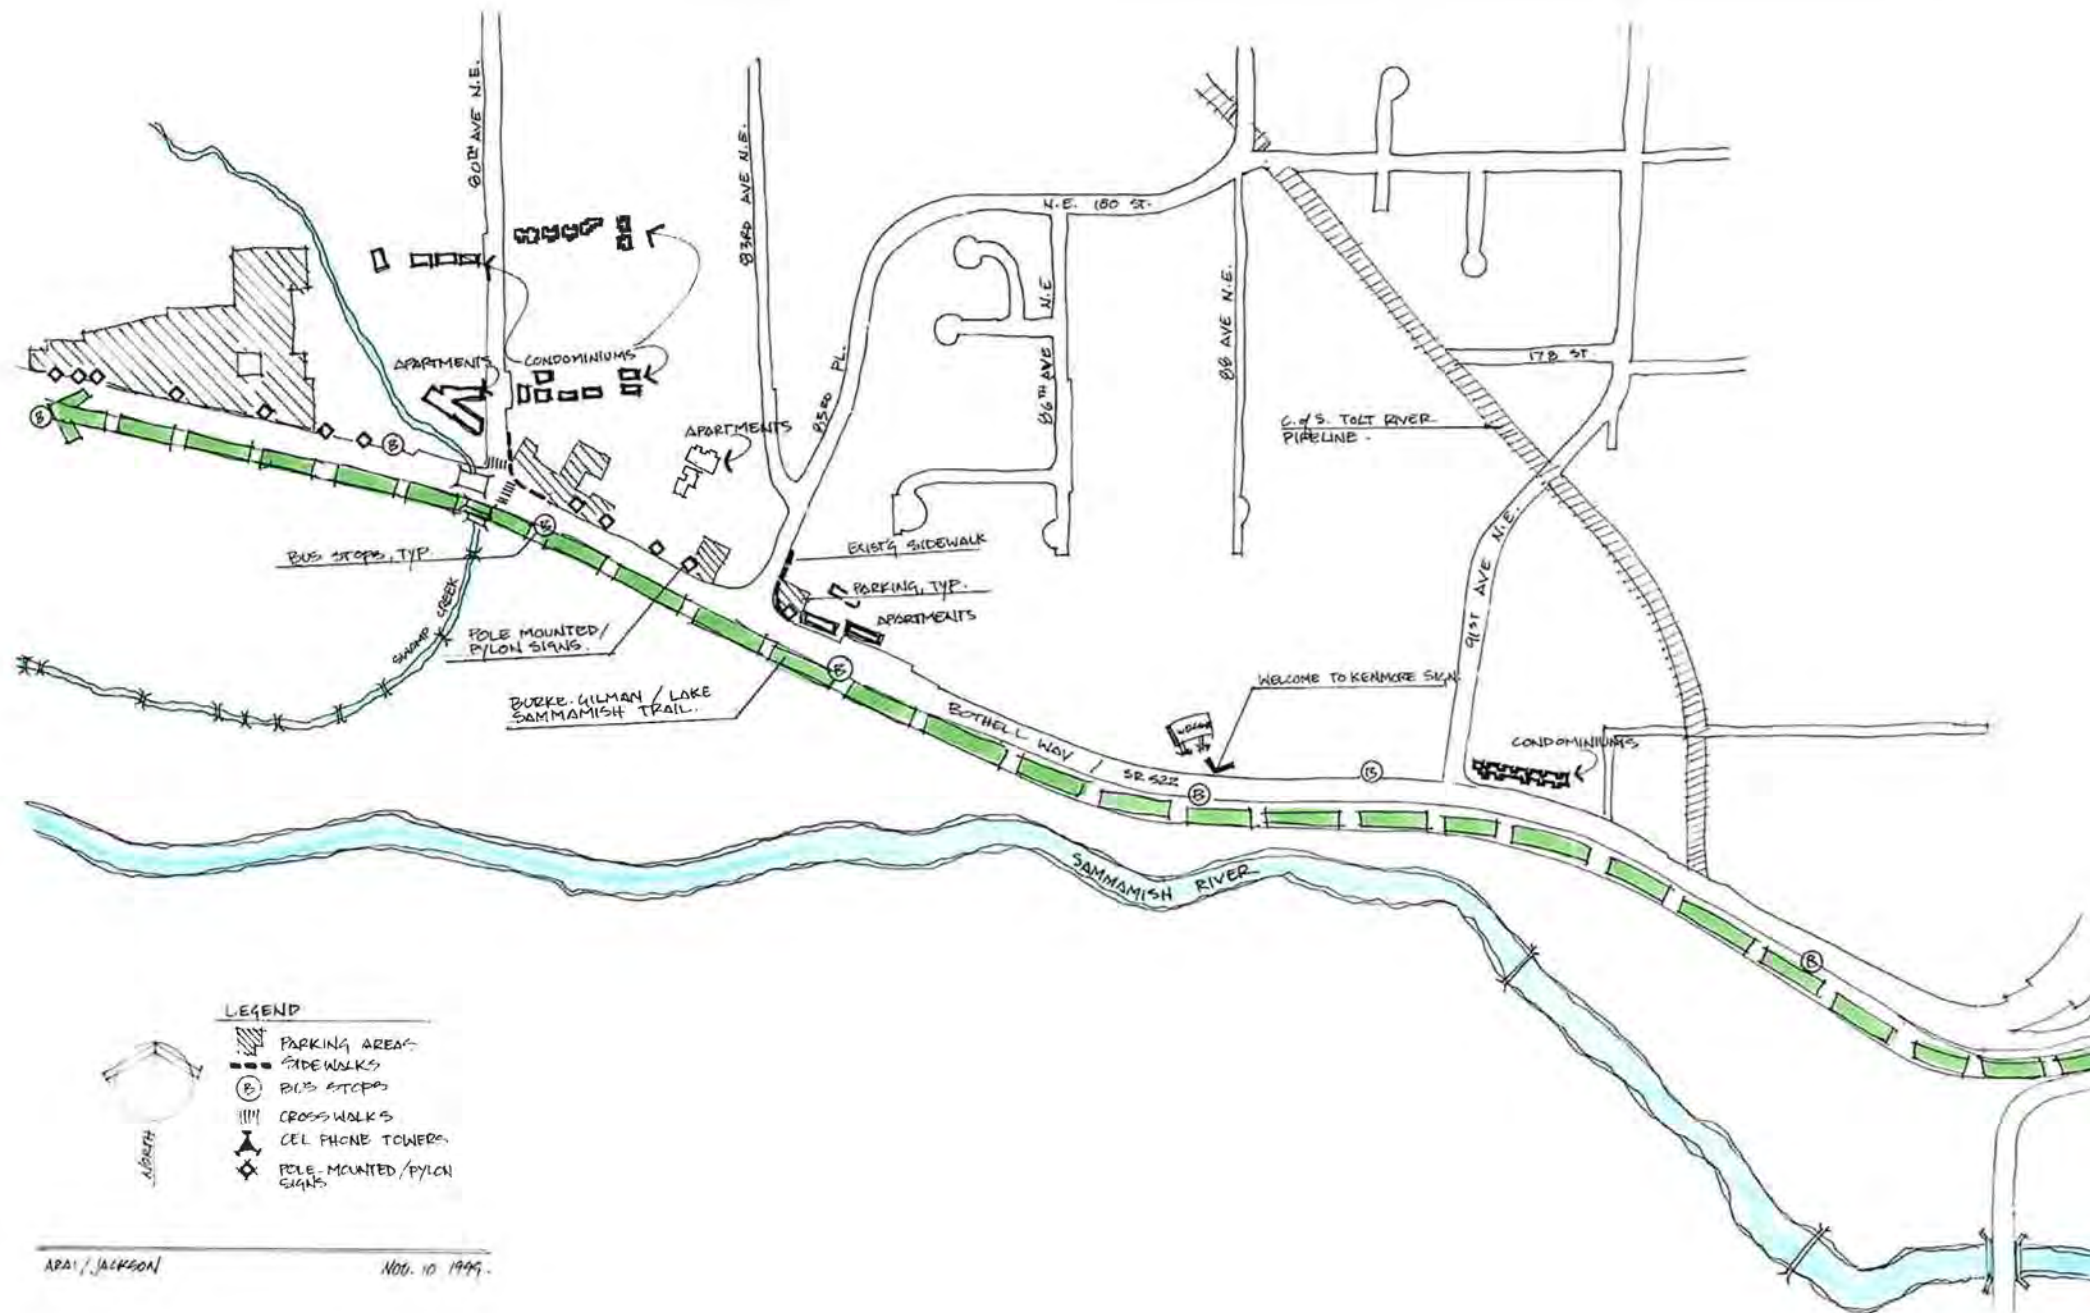 80TH AVE N.E.
83RD AVE N.E.
N.E. 180 ST.
86TH AVE N.E
88 AVE N.E.
83RD PL.
178 ST.
APARTMENTS
CONDOMINIUMS
APARTMENTS
C. of S. TOLT RIVER
PIPELINE -
91ST AVE N.E.
BUS STOPS, TYP.
EXIST'G SIDEWALK
PARKING, TYP.
APARTMENTS
SWAMP CREEK
POLE MOUNTED/
PYLON SIGNS.
BURKE-GILMAN / LAKE
SAMMAMISH TRAIL.
WELCOME TO KENMORE SIGN
BOTHELL WAY / SR 522
CONDOMINIUMS
B
B
B
B
B
B
B
SAMMAMISH RIVER
LEGEND
PARKING AREAS
SIDEWALKS
B BUS STOPS
CROSSWALKS
CEL PHONE TOWERS
POLE-MOUNTED/PYLON
SIGNS
NORTH
ARAI/JACKSON
NOV. 10 1999.